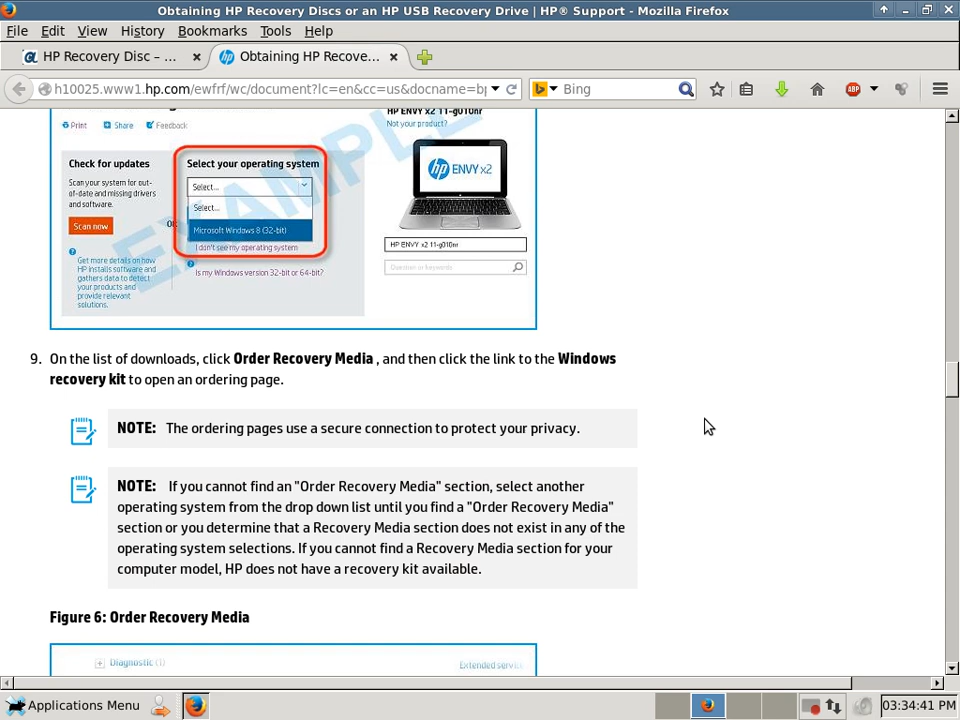 Obtaining HP Recovery Discs or an HP USB Recovery Drive | HP® Support - Mozilla Firefox
File Edit View History Bookmarks Tools Help
HP Recovery Disc – ...
Obtaining HP Recove...
h10025.www1.hp.com/ewfrf/wc/document?lc=en&cc=us&docname=b
Bing
ABP
Print Share Feedback
HP ENVY x2 11-g010nr
Not your product?
Check for updates
Scan your system for out-
of-date and missing drivers
and software.
Scan now
Get more details on how
HP Installs software and
gathers data to detect
your products and
provide relevant
solutions.
Select your operating system
Select...
Select...
Microsoft Windows 8 (32-bit)
I don't see my operating system
Is my Windows version 32-bit or 64-bit?
EXAMPLE
hp ENVY x2
HP ENVY x2 11-g010nr
Question or keywords
9. On the list of downloads, click Order Recovery Media , and then click the link to the Windows
recovery kit to open an ordering page.
NOTE: The ordering pages use a secure connection to protect your privacy.
NOTE: If you cannot find an "Order Recovery Media" section, select another
operating system from the drop down list until you find a "Order Recovery Media"
section or you determine that a Recovery Media section does not exist in any of the
operating system selections. If you cannot find a Recovery Media section for your
computer model, HP does not have a recovery kit available.
Figure 6: Order Recovery Media
Diagnostic (1)
Extended servic
Applications Menu
03:34:41 PM